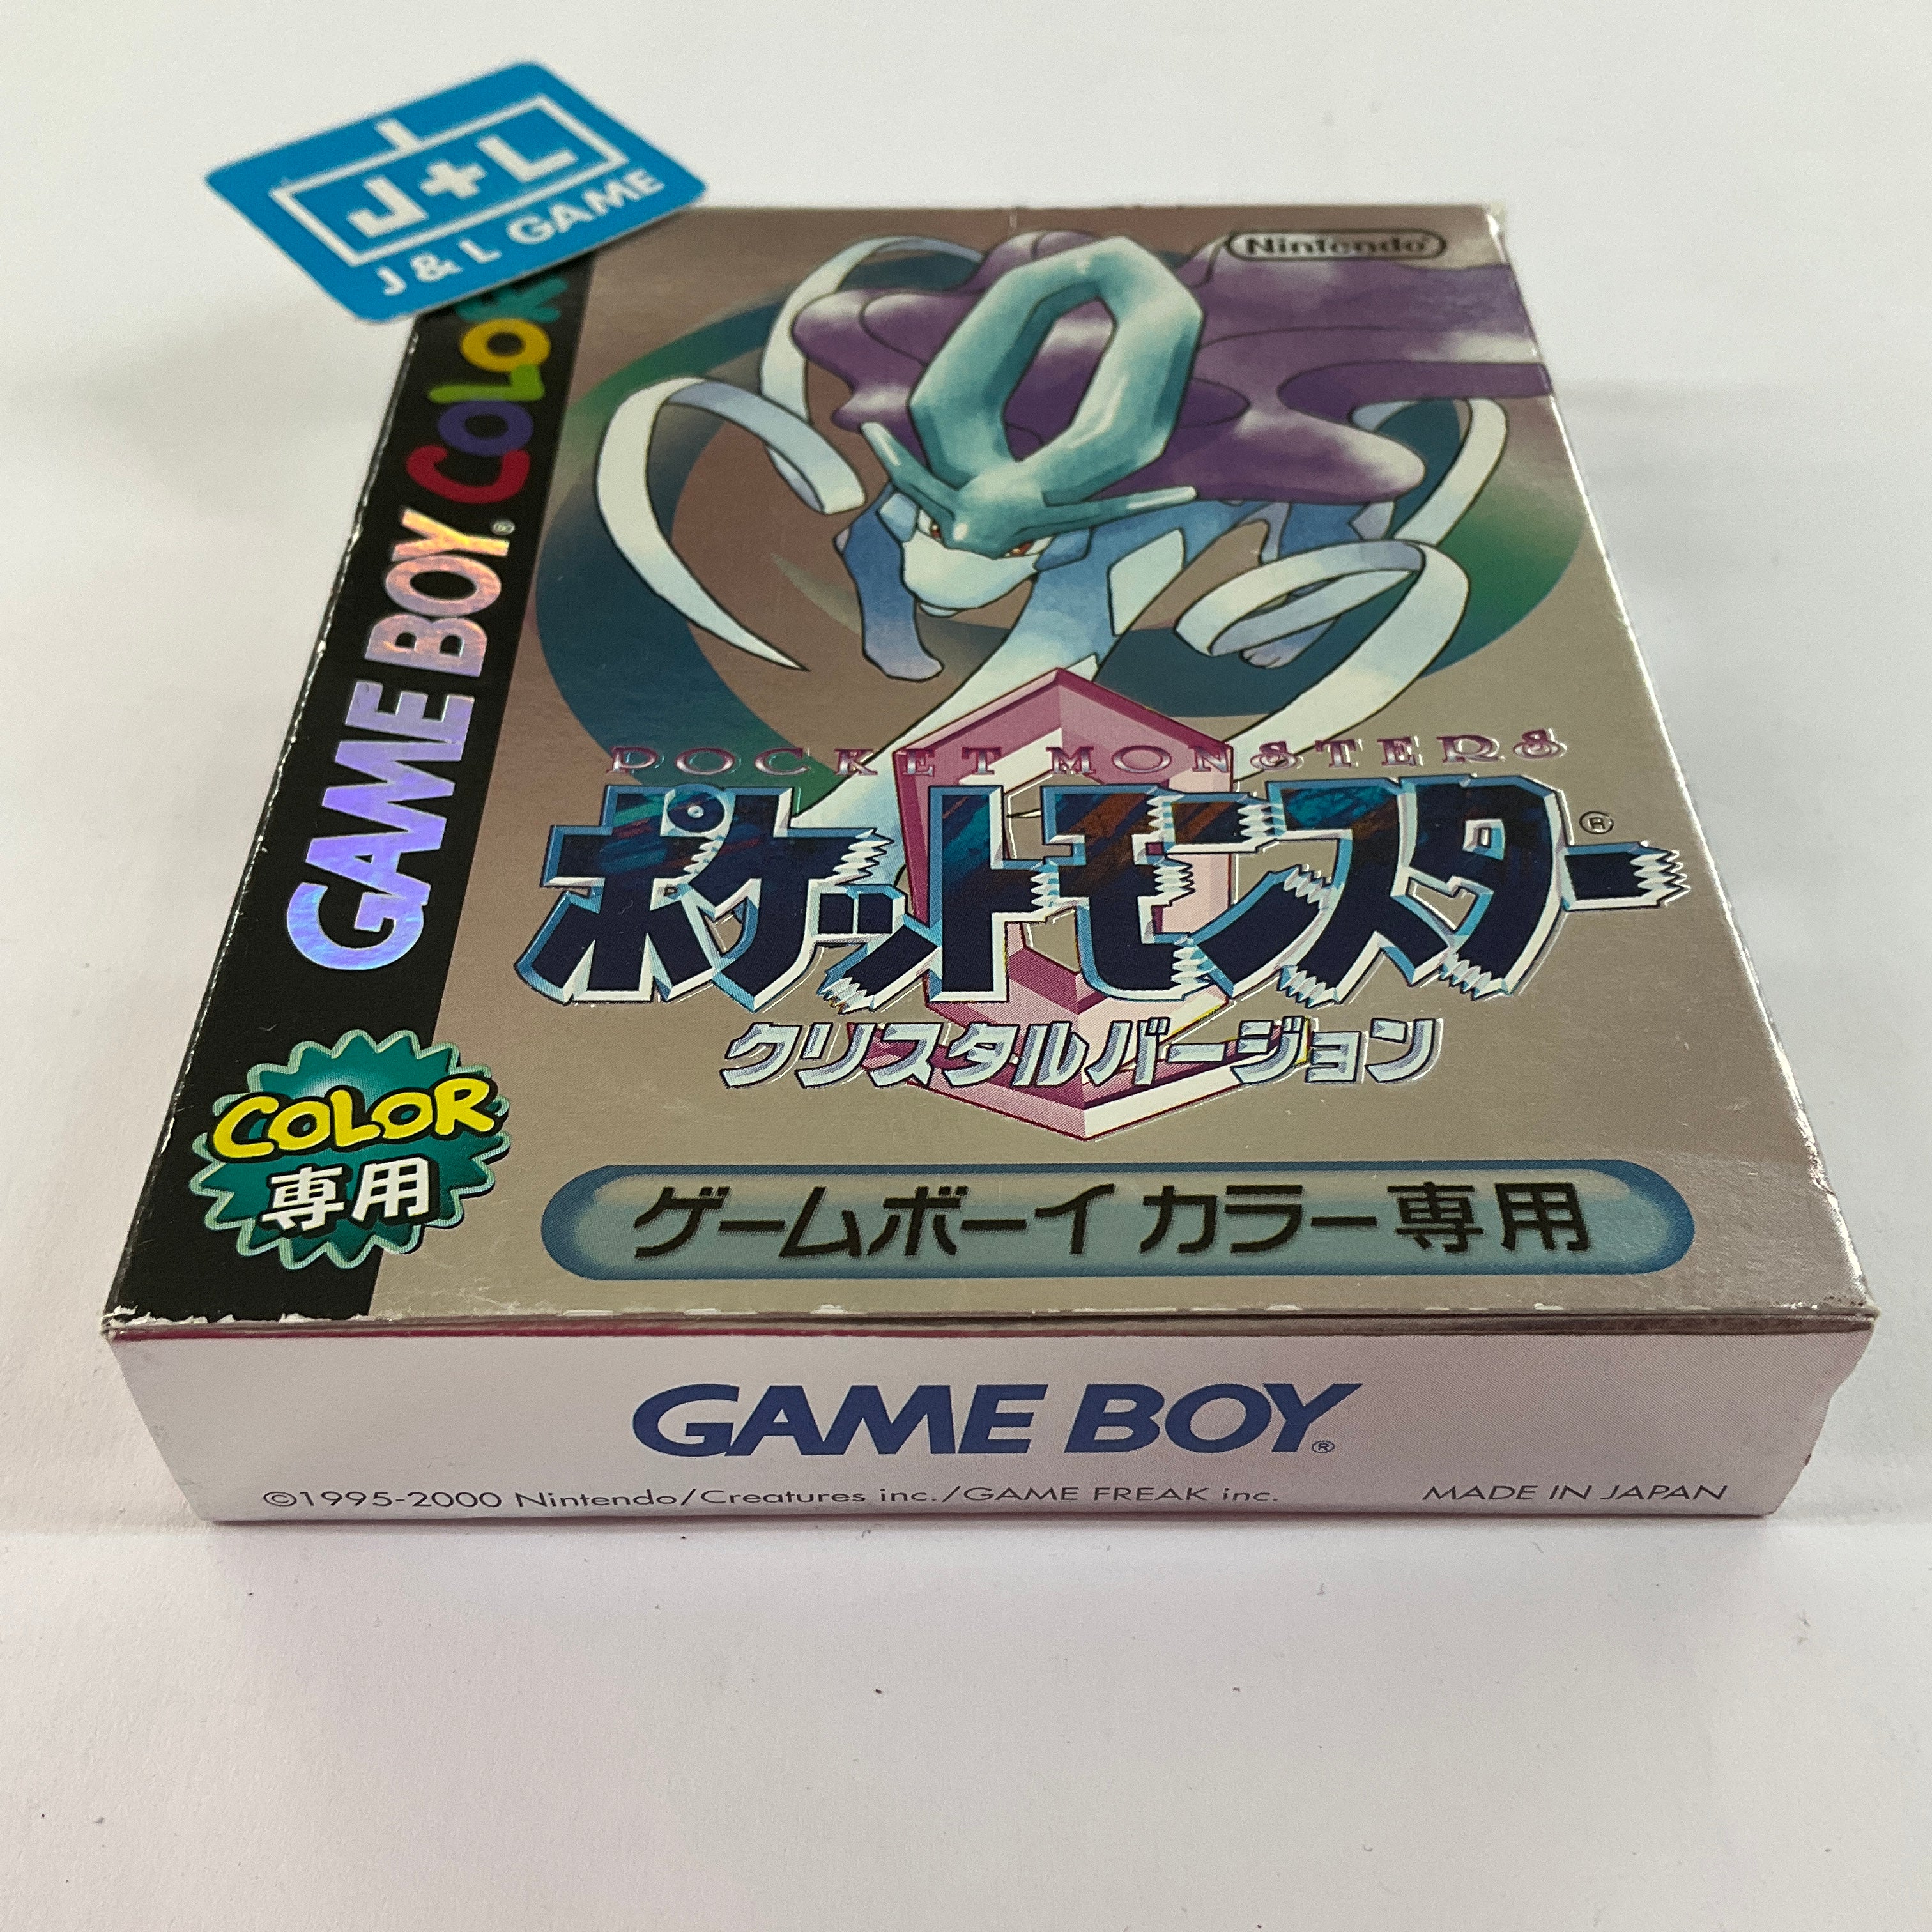 J+L
J & L GAME
Nintendo®
GAME BOY® COLOR
POCKET MONSTERS
ポケットモンスター®
クリスタルバージョン
COLOR
専用
ゲームボーイ カラー専用
GAME BOY®
©1995-2000 Nintendo/Creatures inc./GAME FREAK inc. MADE IN JAPAN